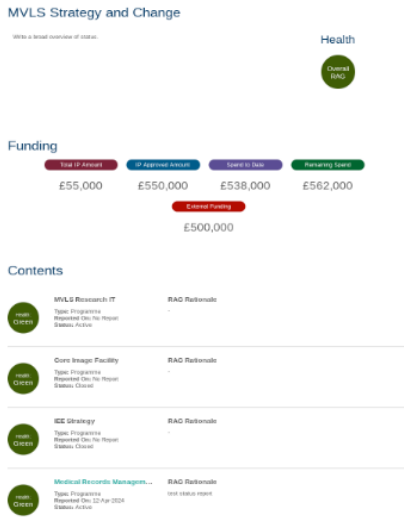 MVLS Strategy and Change
Write a broad overview of status.
Health
Overall
RAG
Funding
Total IP Amount
IP Approved Amount
Spend to Date
Remaining Spend
£55,000
£550,000
£538,000
£562,000
External Funding
£500,000
Contents
Health
Green
MVLS Research IT
Type: Programme
Reported On: No Report
Status: Active
RAG Rationale
-
Health
Green
Core Image Facility
Type: Programme
Reported On: No Report
Status: Closed
RAG Rationale
-
Health
Green
IEE Strategy
Type: Programme
Reported On: No Report
Status: Closed
RAG Rationale
-
Health
Green
Medical Records Managem...
Type: Programme
Reported On: 12 Apr 2024
Status: Active
RAG Rationale
test status report